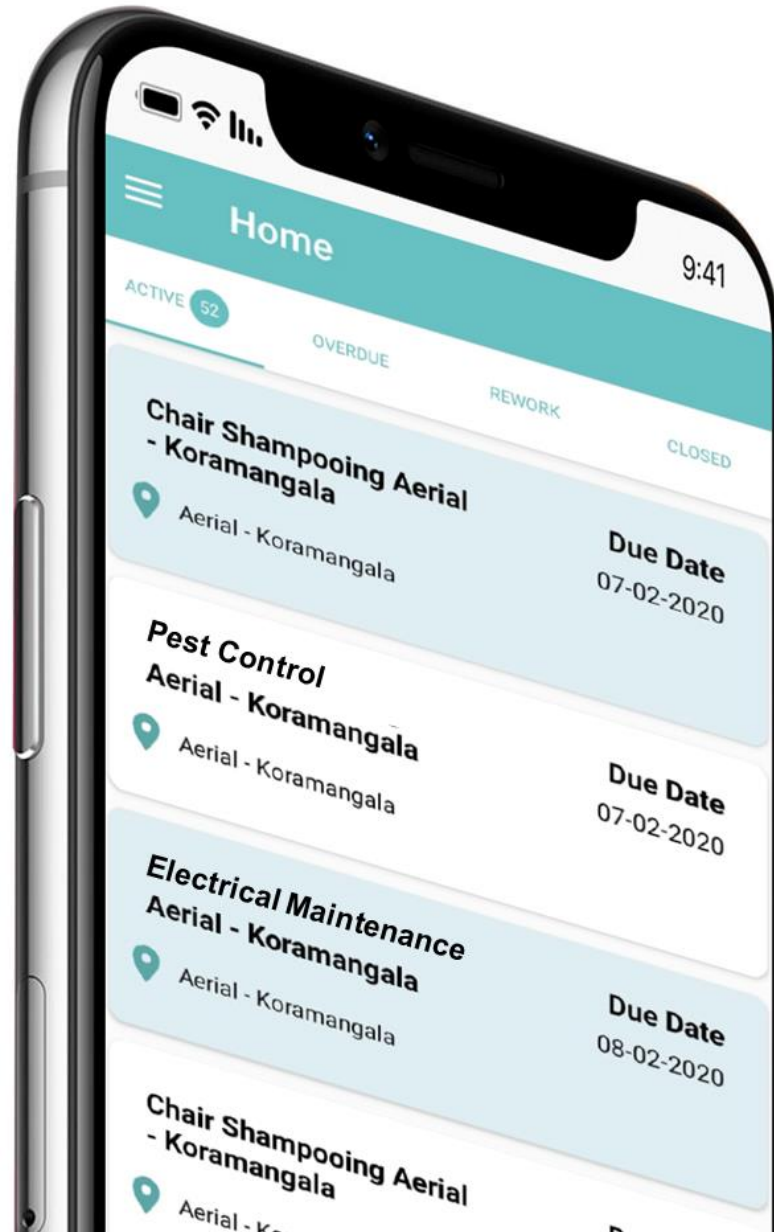 9:41
Home
ACTIVE 52
OVERDUE
REWORK
CLOSED
Chair Shampooing Aerial
- Koramangala
Aerial - Koramangala
Due Date
07-02-2020
Pest Control
Aerial - Koramangala
Aerial - Koramangala
Due Date
07-02-2020
Electrical Maintenance
Aerial - Koramangala
Aerial - Koramangala
Due Date
08-02-2020
Chair Shampooing Aerial
- Koramangala
Aerial -